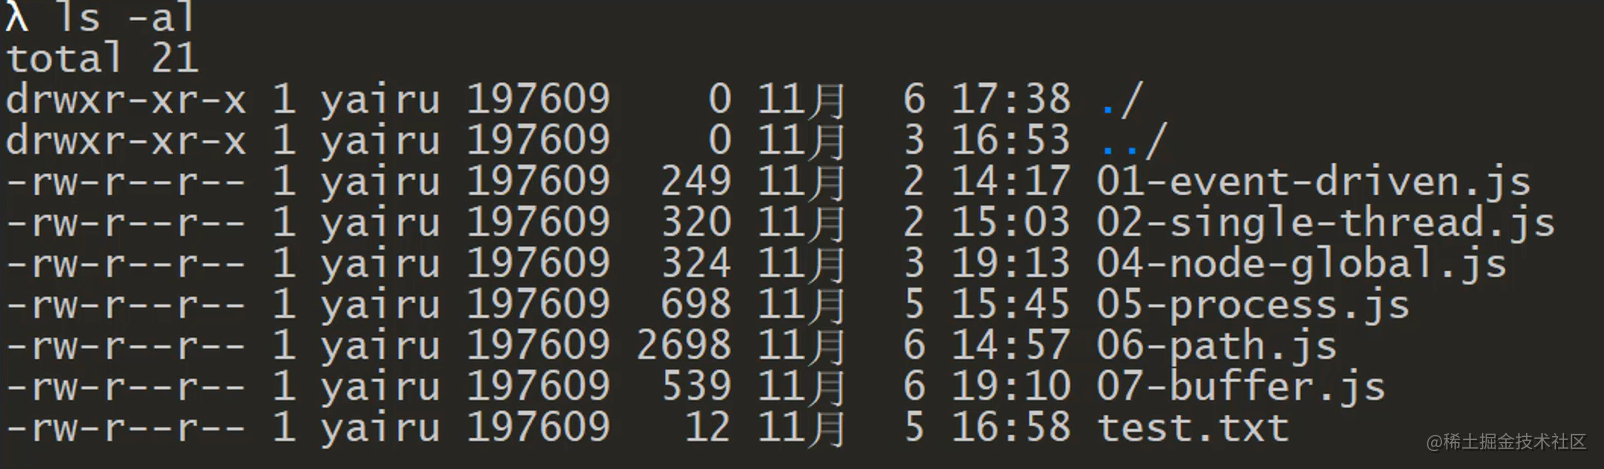 λ ls -al
total 21
drwxr-xr-x 1 yairu 197609    0 11月  6 17:38 ./
drwxr-xr-x 1 yairu 197609    0 11月  3 16:53 ../
-rw-r--r-- 1 yairu 197609  249 11月  2 14:17 01-event-driven.js
-rw-r--r-- 1 yairu 197609  320 11月  2 15:03 02-single-thread.js
-rw-r--r-- 1 yairu 197609  324 11月  3 19:13 04-node-global.js
-rw-r--r-- 1 yairu 197609  698 11月  5 15:45 05-process.js
-rw-r--r-- 1 yairu 197609 2698 11月  6 14:57 06-path.js
-rw-r--r-- 1 yairu 197609  539 11月  6 19:10 07-buffer.js
-rw-r--r-- 1 yairu 197609   12 11月  5 16:58 test.txt
@稀土掘金技术社区